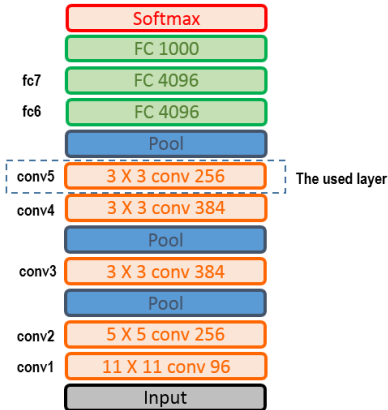 Softmax
FC 1000
fc7 FC 4096
fc6 FC 4096
Pool
conv5 3 X 3 conv 256 The used layer
conv4 3 X 3 conv 384
Pool
conv3 3 X 3 conv 384
Pool
conv2 5 X 5 conv 256
conv1 11 X 11 conv 96
Input